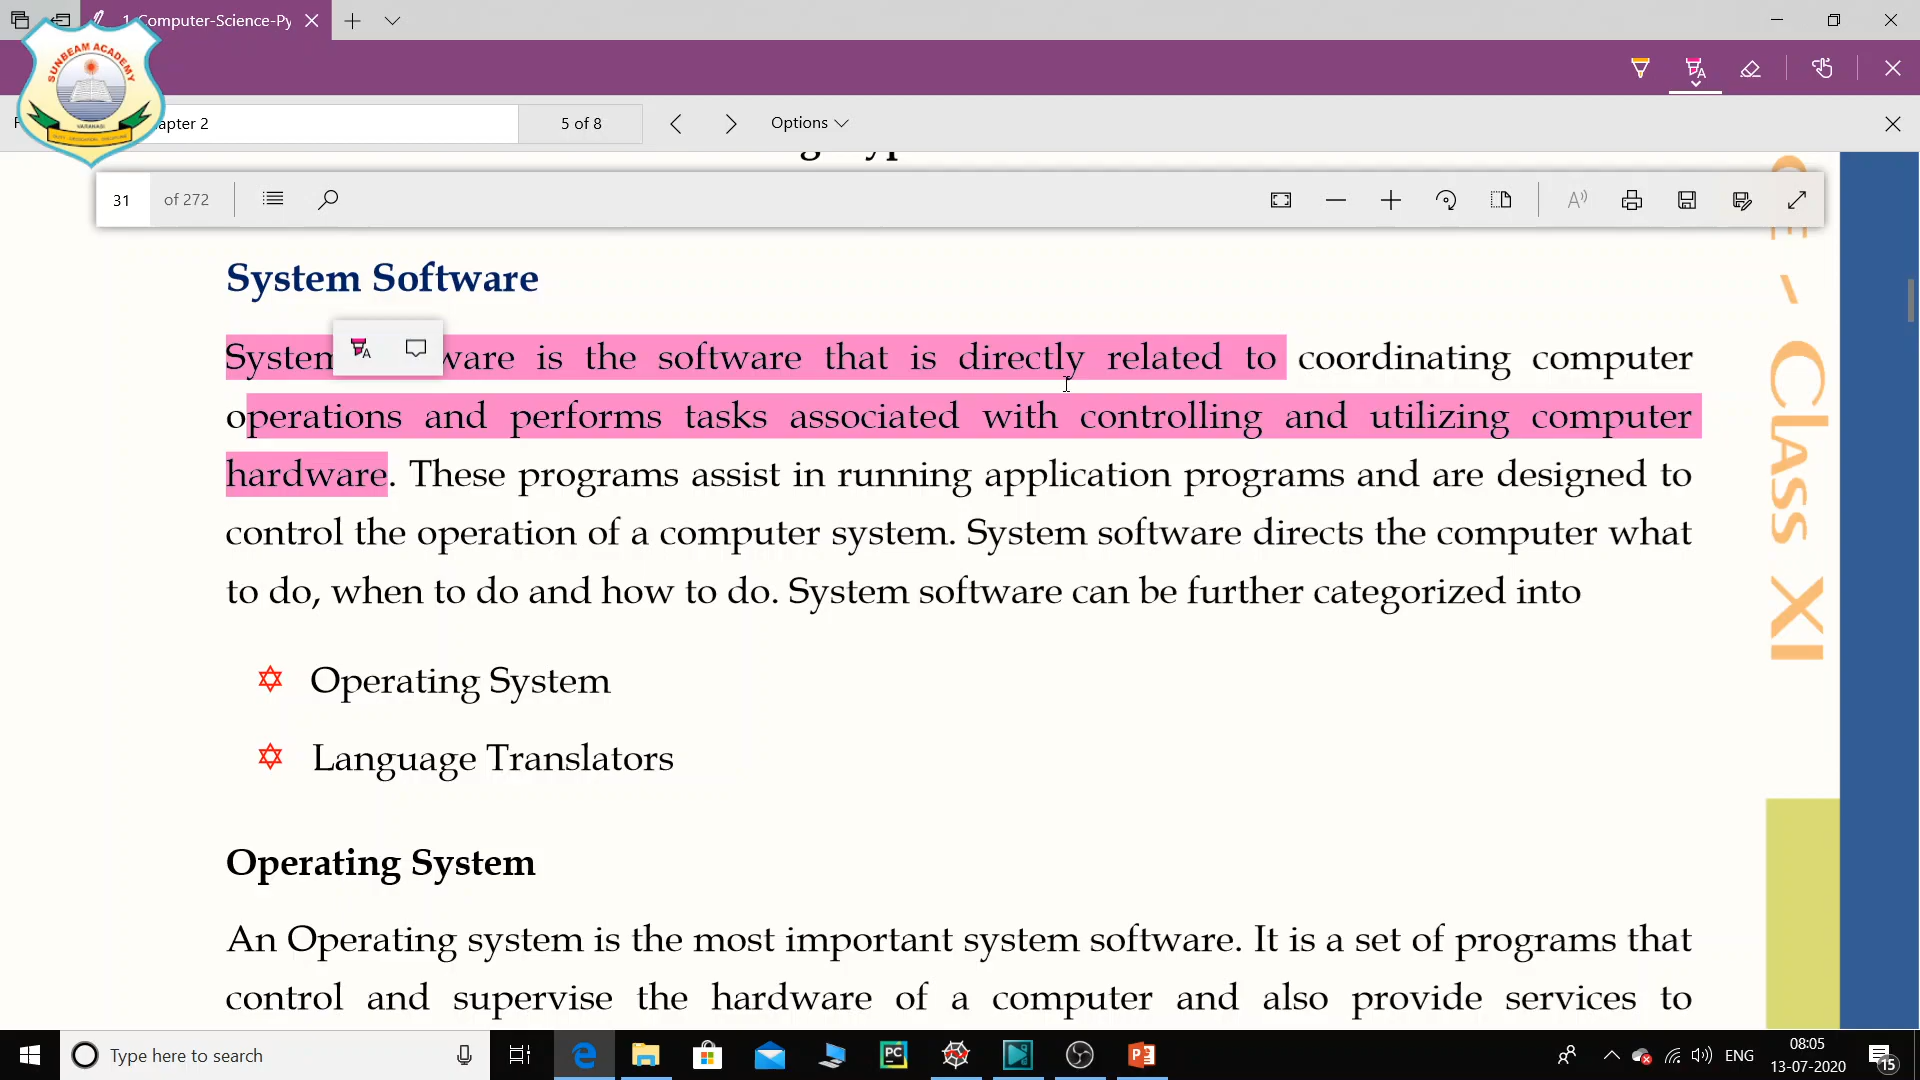 1 Computer-Science-Py
SUNBEAM ACADEMY
VARANASI
apter 2
5 of 8
Options
31
of 272
System Software
System ware is the software that is directly related to coordinating computer
operations and performs tasks associated with controlling and utilizing computer
hardware. These programs assist in running application programs and are designed to
control the operation of a computer system. System software directs the computer what
to do, when to do and how to do. System software can be further categorized into
Operating System
Language Translators
Operating System
An Operating system is the most important system software. It is a set of programs that
control and supervise the hardware of a computer and also provide services to
- CLASS XI
Type here to search
PC
ENG
08:05
13-07-2020
15